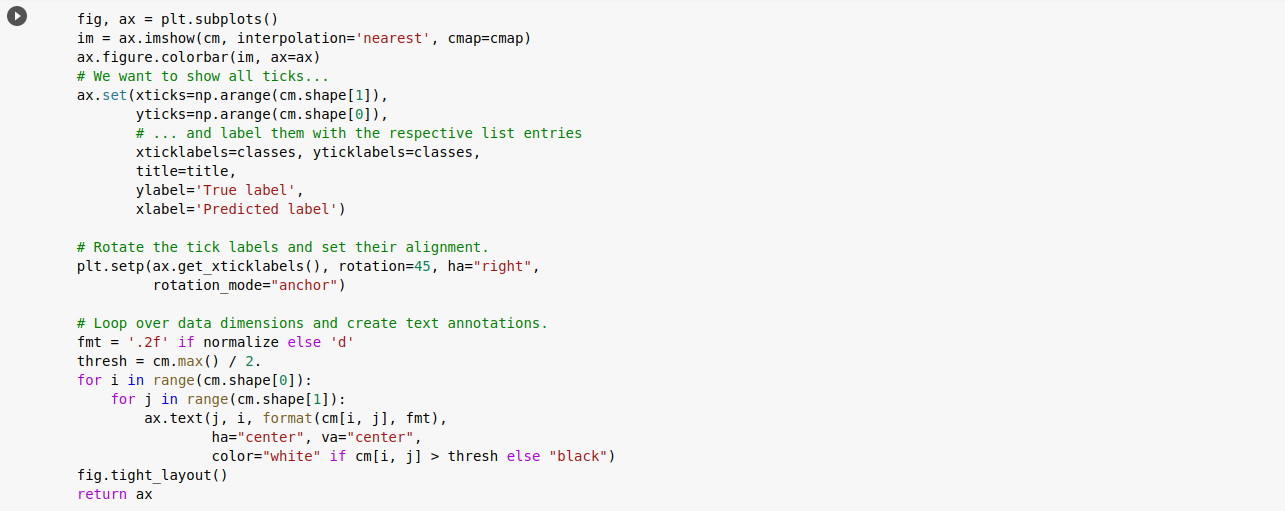 fig, ax = plt.subplots()
im = ax.imshow(cm, interpolation='nearest', cmap=cmap)
ax.figure.colorbar(im, ax=ax)
# We want to show all ticks...
ax.set(xticks=np.arange(cm.shape[1]),
       yticks=np.arange(cm.shape[0]),
       # ... and label them with the respective list entries
       xticklabels=classes, yticklabels=classes,
       title=title,
       ylabel='True label',
       xlabel='Predicted label')

# Rotate the tick labels and set their alignment.
plt.setp(ax.get_xticklabels(), rotation=45, ha="right",
         rotation_mode="anchor")

# Loop over data dimensions and create text annotations.
fmt = '.2f' if normalize else 'd'
thresh = cm.max() / 2.
for i in range(cm.shape[0]):
    for j in range(cm.shape[1]):
        ax.text(j, i, format(cm[i, j], fmt),
                ha="center", va="center",
                color="white" if cm[i, j] > thresh else "black")
fig.tight_layout()
return ax